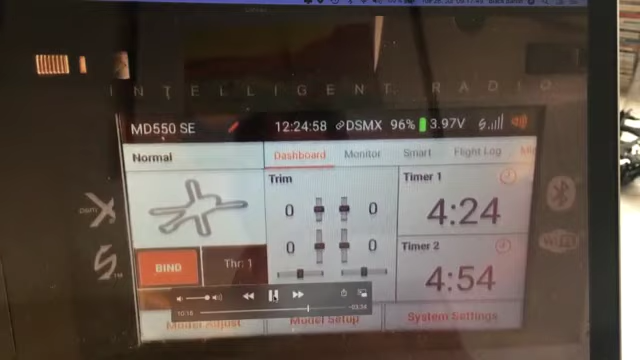 INTELLIGENT RADIO
MD550 SE 12:24:58 DSMX 96% 3.97V
Normal Dashboard Monitor Smart Flight Log
Trim
Timer 1
0 0
4:24
0 0
Timer 2
4:54
BIND Thr: 1
10:16 -03:34
Model Adjust Model Setup System Settings